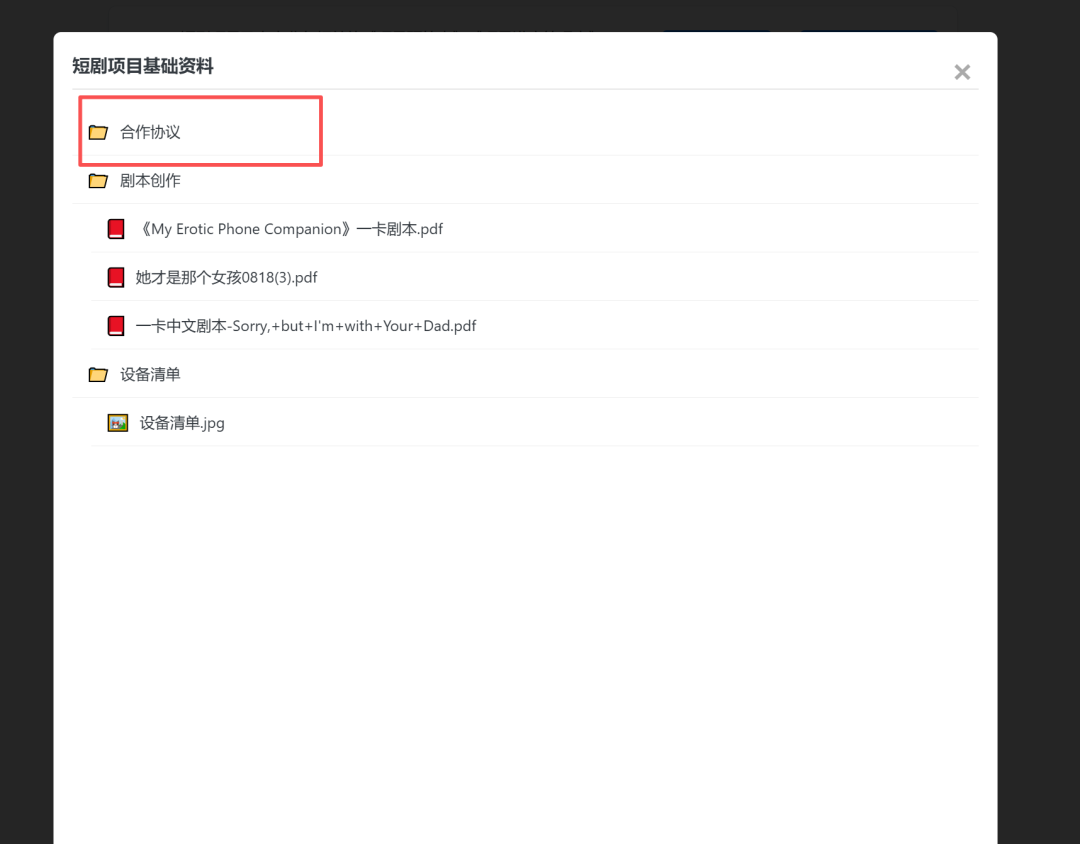 短剧项目基础资料
合作协议
剧本创作
《My Erotic Phone Companion》一卡剧本.pdf
她才是那个女孩0818(3).pdf
一卡中文剧本-Sorry,+but+I'm+with+Your+Dad.pdf
设备清单
设备清单.jpg